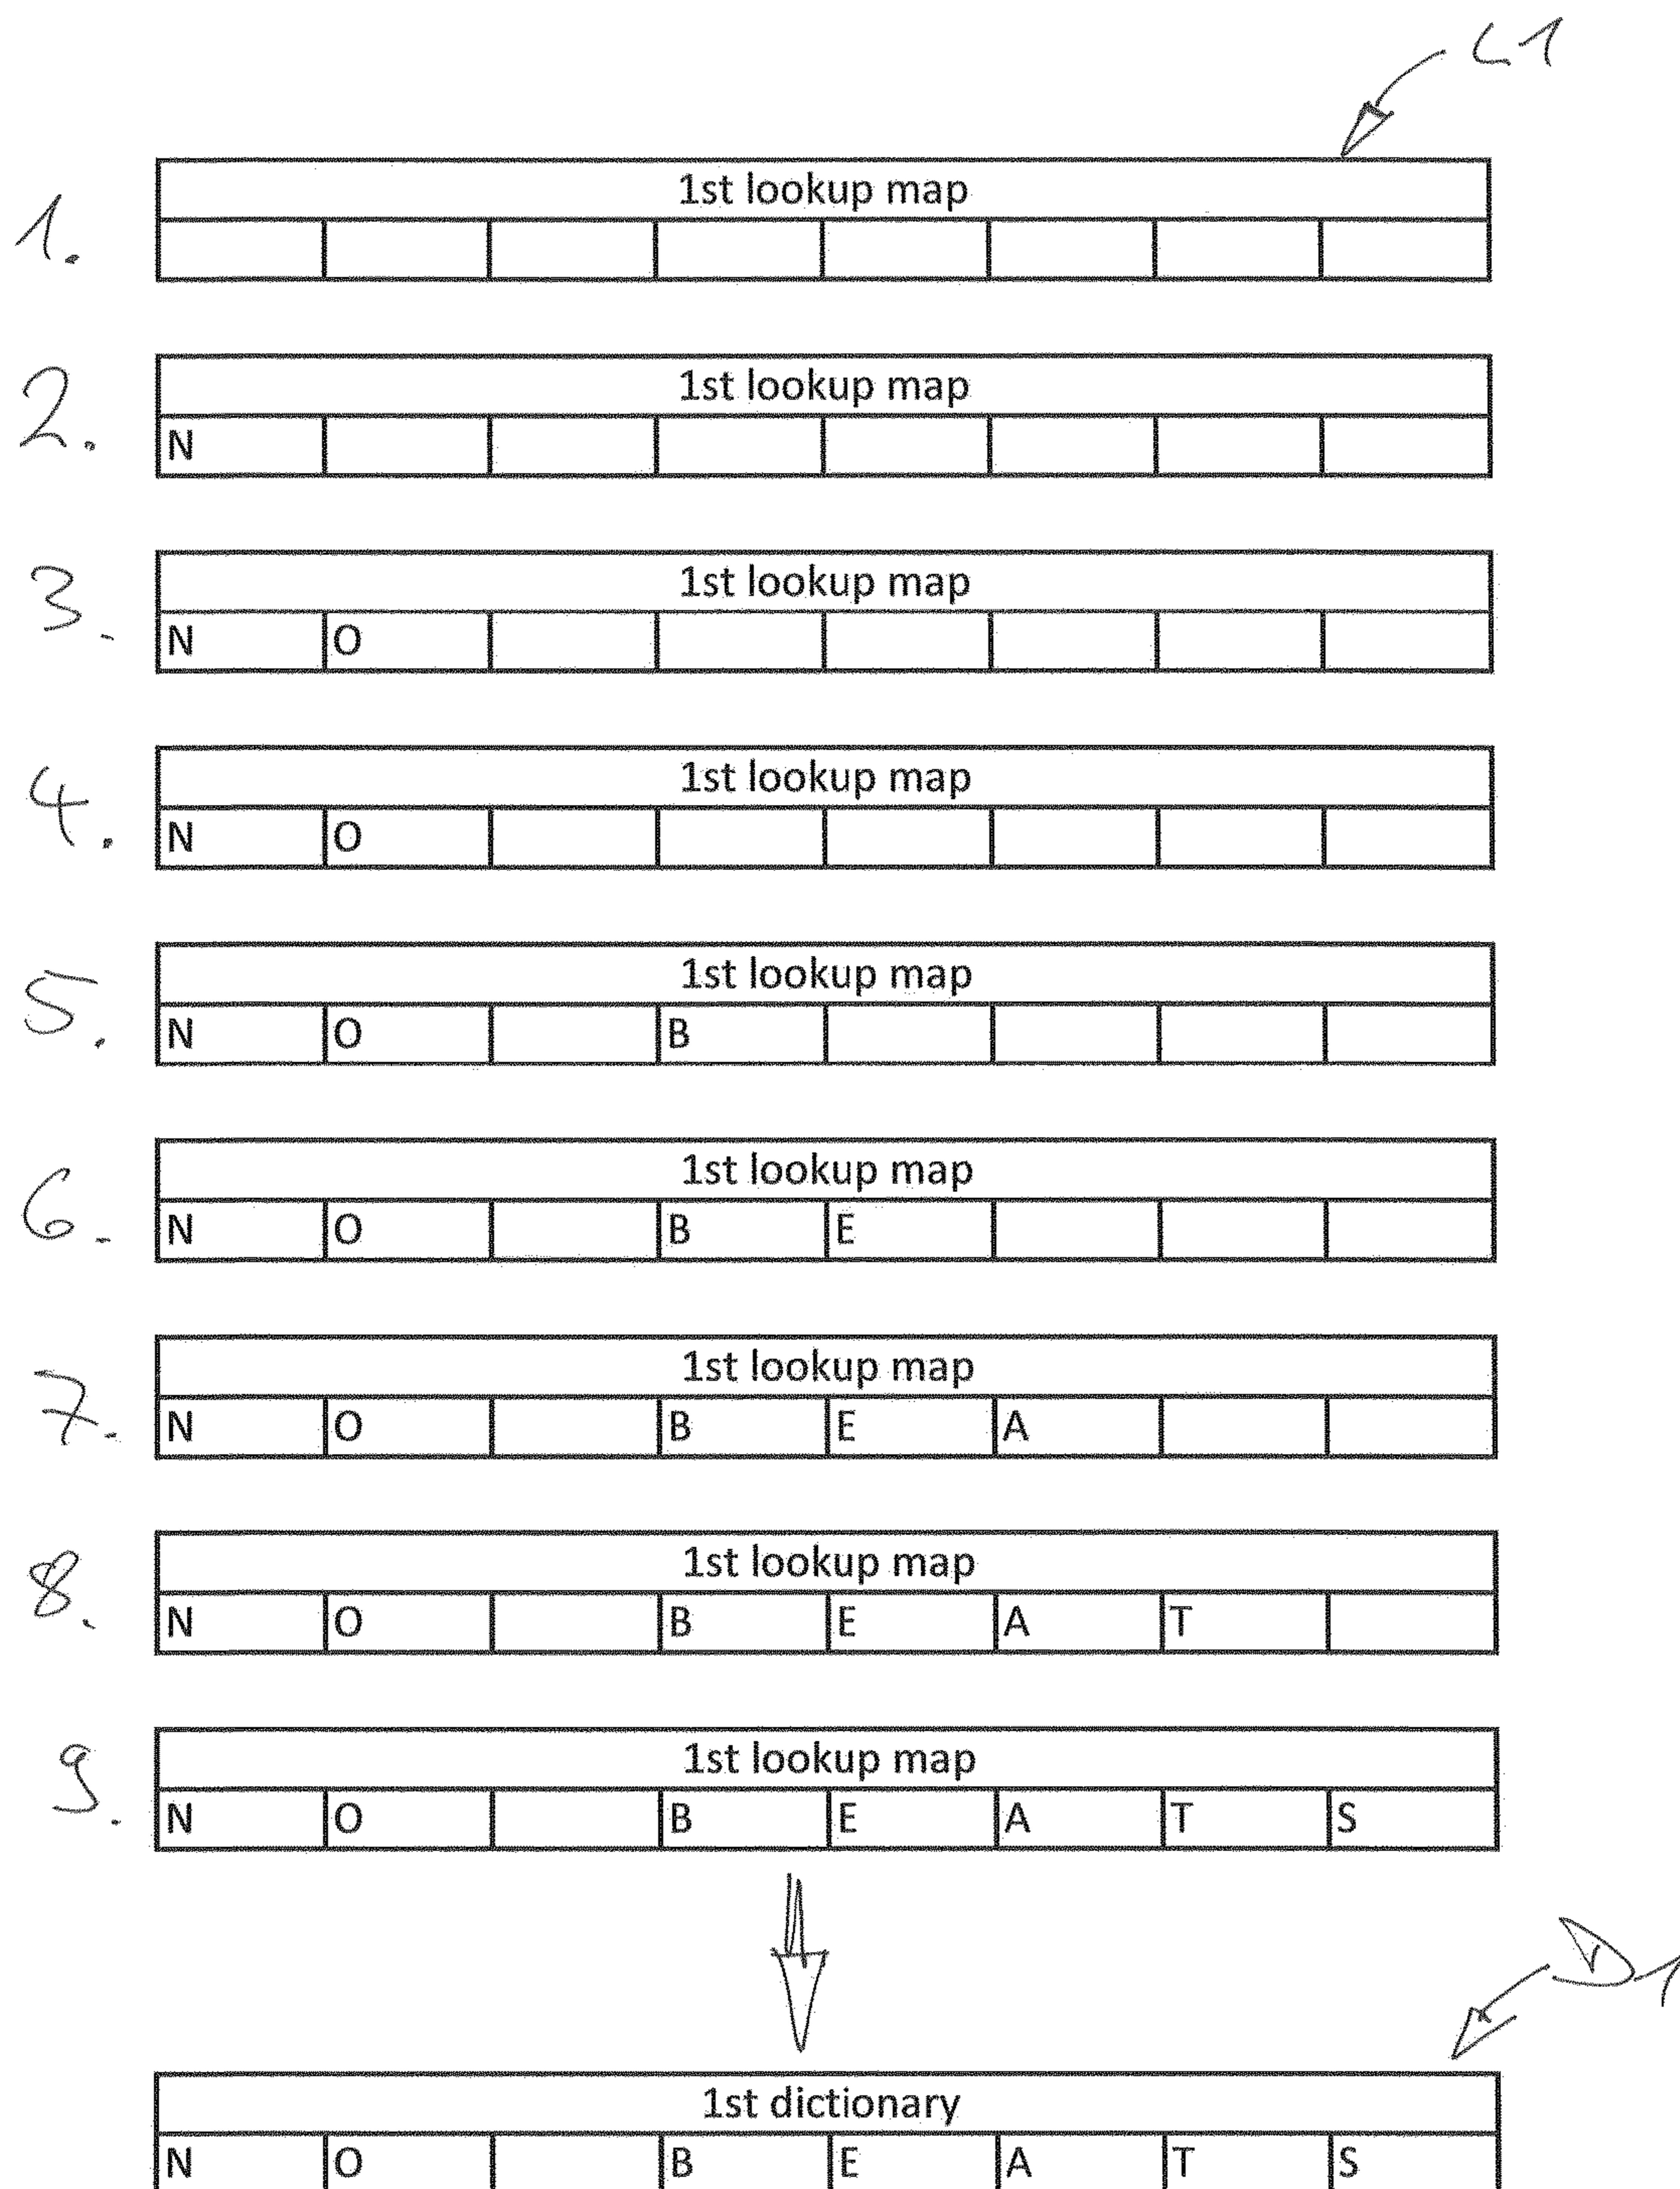 L1
1st lookup map
1.
1st lookup map
2. N
1st lookup map
3. N O
1st lookup map
4. N O
1st lookup map
5. N O B
1st lookup map
6. N O B E
1st lookup map
7. N O B E A
1st lookup map
8. N O B E A T
1st lookup map
9. N O B E A T S
D1
1st dictionary
N O B E A T S